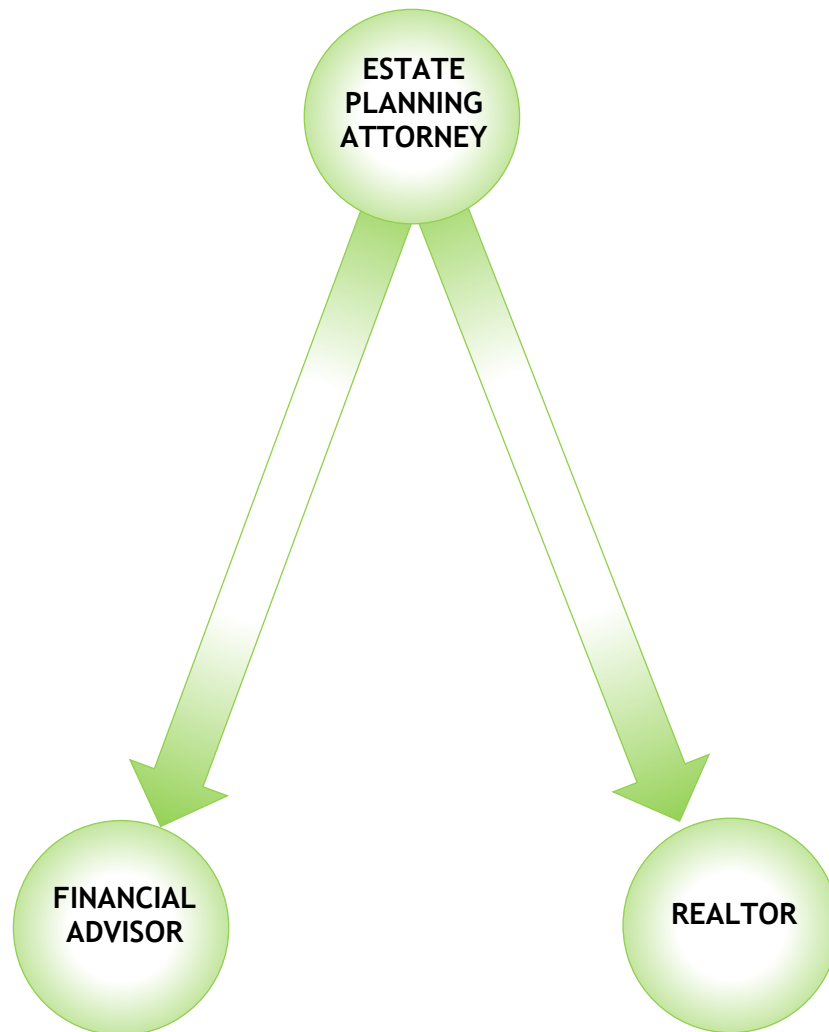 ESTATE
PLANNING
ATTORNEY
FINANCIAL
ADVISOR
REALTOR